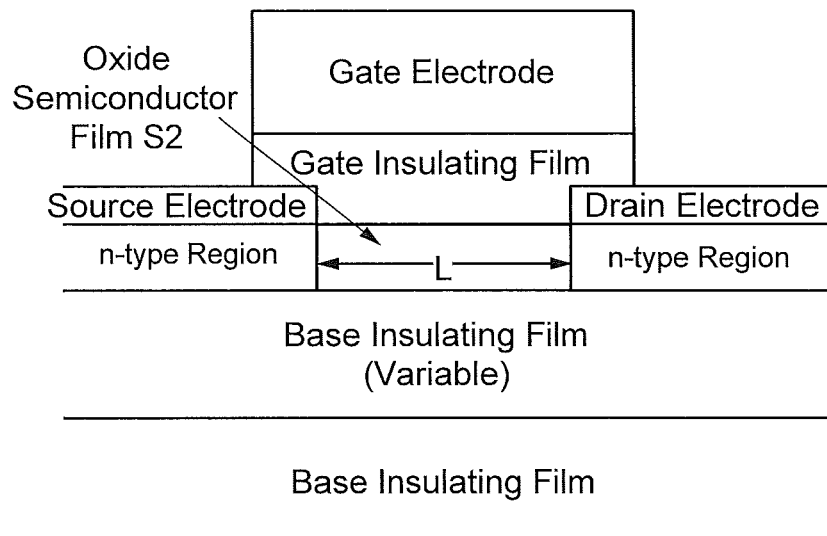 Oxide
Semiconductor
Film S2
Gate Electrode
Gate Insulating Film
Source Electrode
Drain Electrode
n-type Region
L
n-type Region
Base Insulating Film
(Variable)
Base Insulating Film